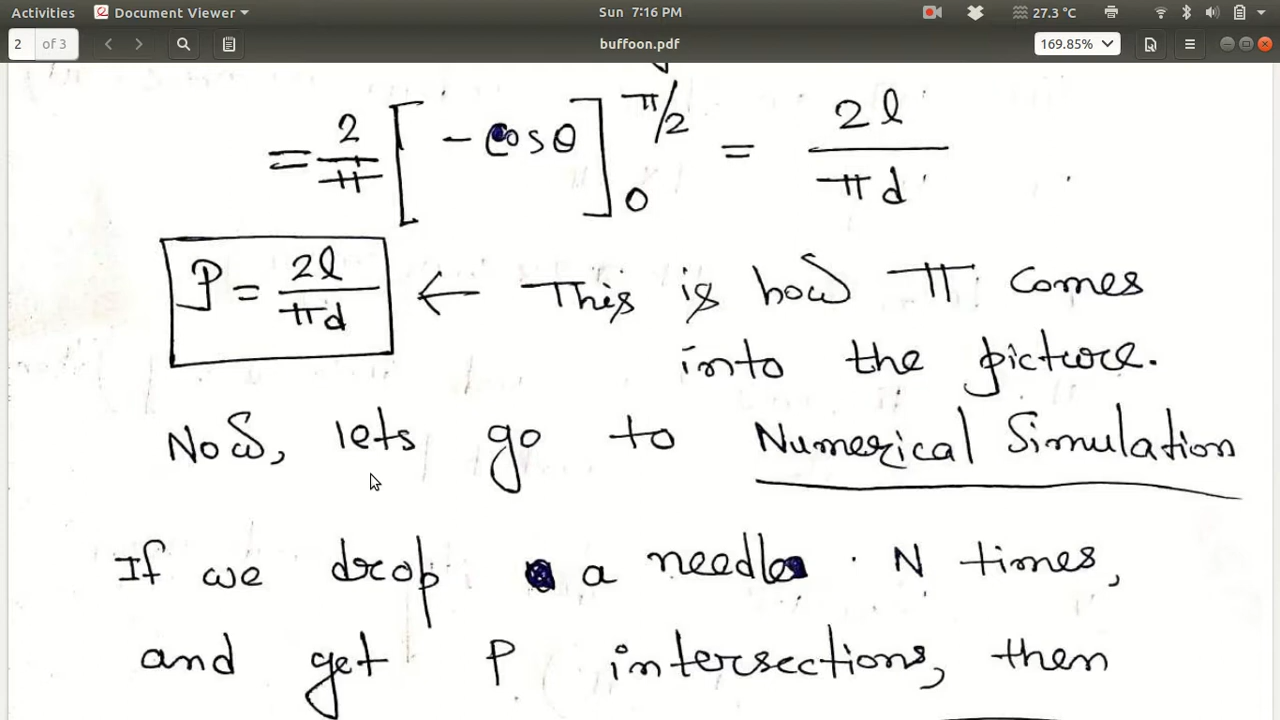 Activities Document Viewer Sun 7:16 PM 27.3 °C
2 of 3 buffoon.pdf 169.85%
= 2/π [ - cosθ ]₀^π/2 = 2l/πd
P = 2l/πd ← This is how π comes
into the picture.
Now, lets go to Numerical Simulation
If we drop a needle N times,
and get P intersections, then